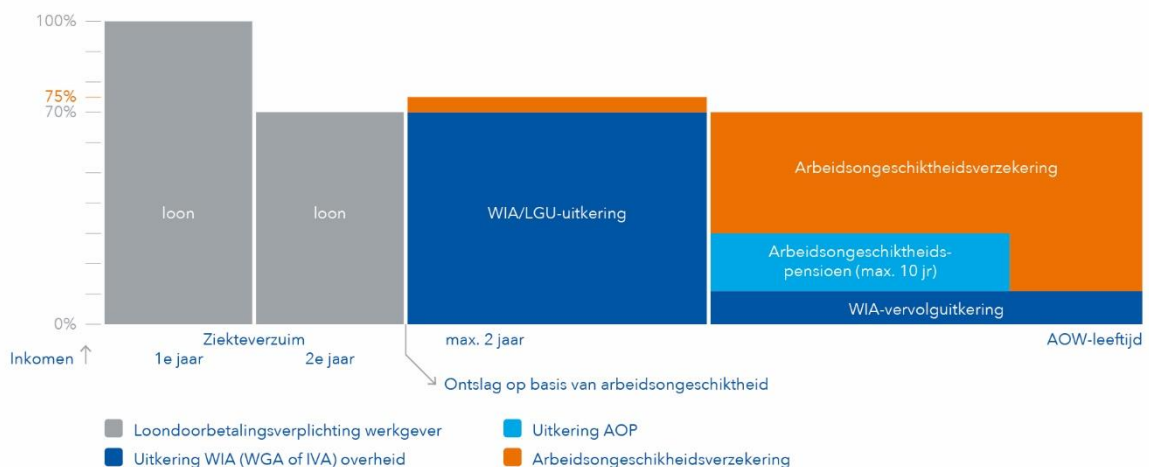 100%
75%
70%
0%
loon
loon
WIA/LGU-uitkering
Arbeidsongeschiktheidsverzekering
Arbeidsongeschiktheids-
pensioen (max. 10 jr)
WIA-vervolguitkering
Inkomen
Ziekteverzuim
1e jaar
2e jaar
max. 2 jaar
AOW-leeftijd
Ontslag op basis van arbeidsongeschiktheid
Loondoorbetalingsverplichting werkgever
Uitkering AOP
Uitkering WIA (WGA of IVA) overheid
Arbeidsongeschikheidsverzekering